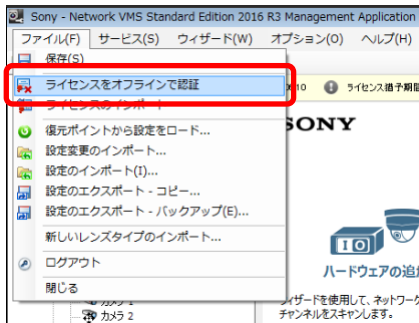 Sony - Network VMS Standard Edition 2016 R3 Management Application
ファイル(F) サービス(S) ウィザード(W) オプション(O) ヘルプ(H)
保存(S)
ライセンスをオフラインで認証
10 ライセンス猶予期
ライセンスのインポート
SONY
復元ポイントから設定をロード...
設定変更のインポート...
設定のインポート(I)...
設定のエクスポート - コピー...
設定のエクスポート - バックアップ(E)...
新しいレンズタイプのインポート...
ログアウト
ハードウェアの追
閉じる
ィザードを使用して、ネットワーク
カメラ 1
カメラ 2
チャンネルをスキャンします。